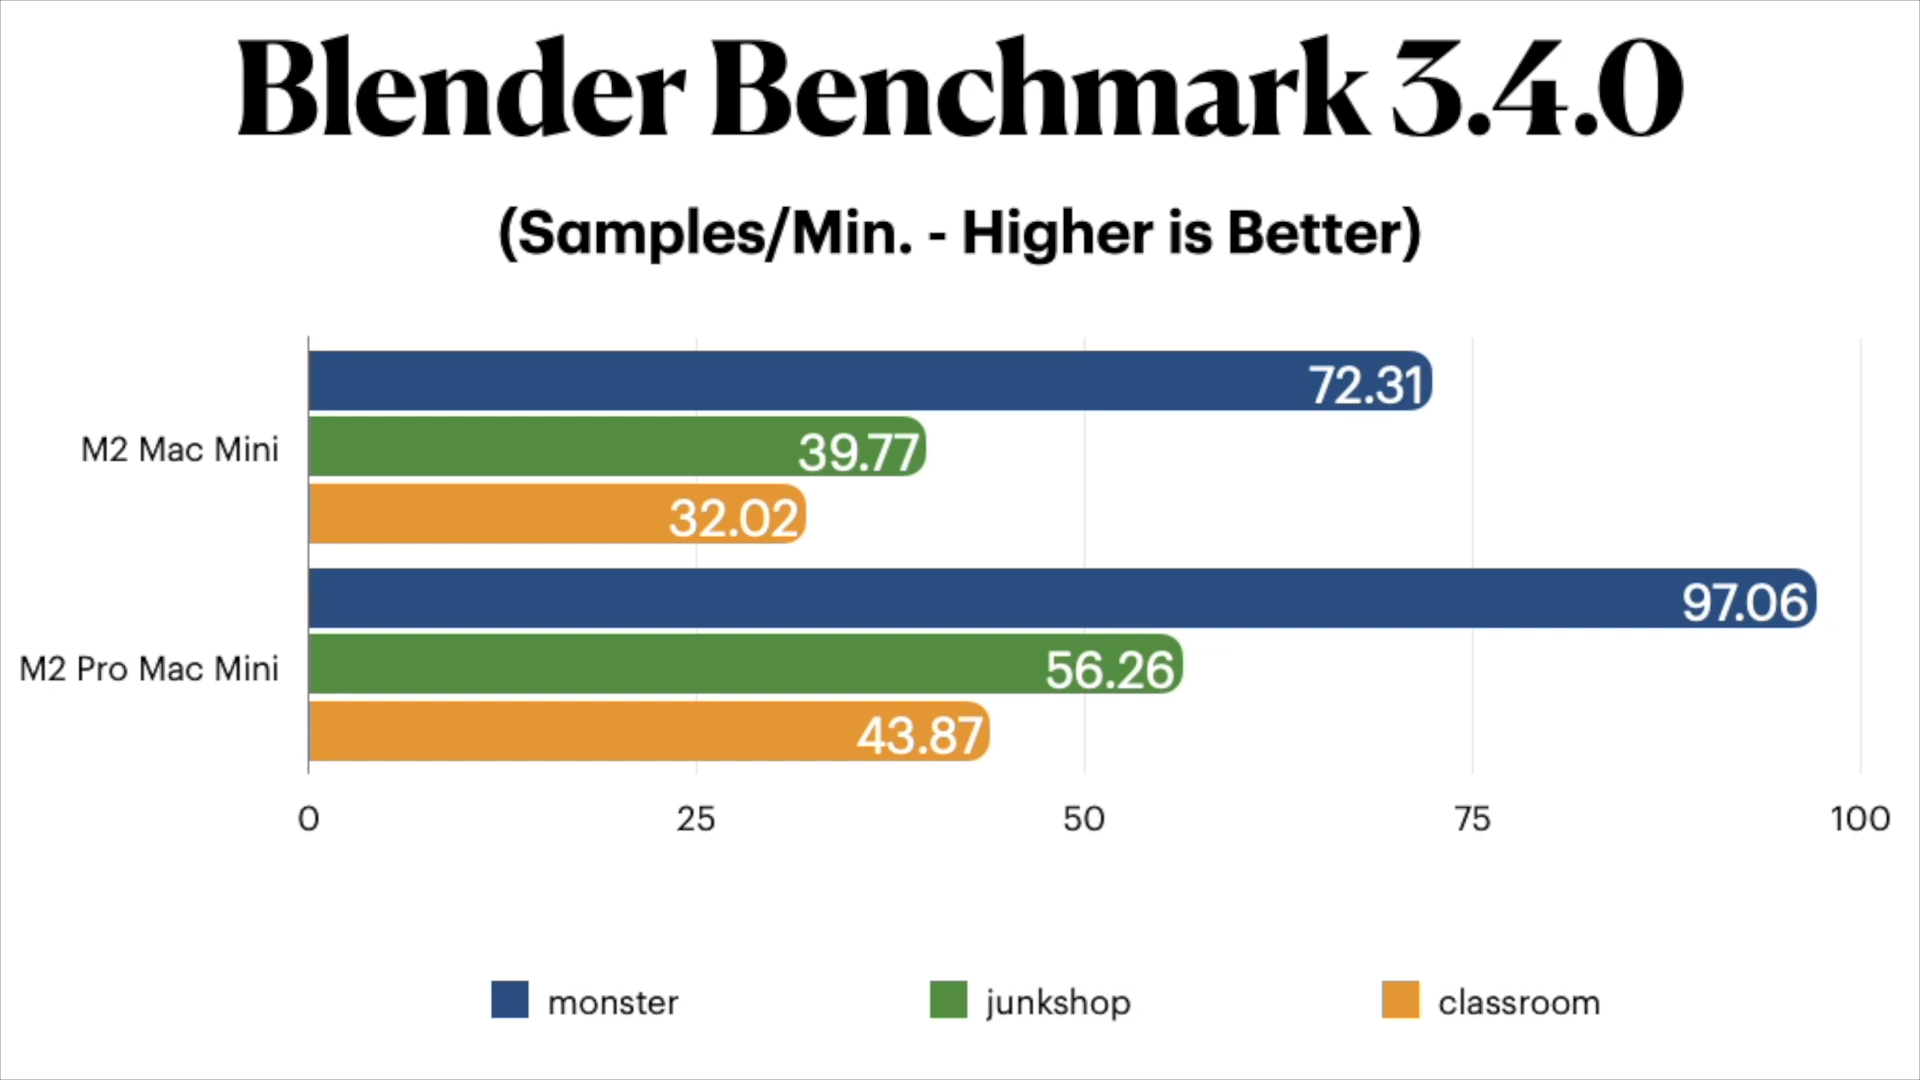 Blender Benchmark 3.4.0
(Samples/Min. - Higher is Better)
72.31
M2 Mac Mini
39.77
32.02
97.06
M2 Pro Mac Mini
56.26
43.87
0 25 50 75 100
monster junkshop classroom